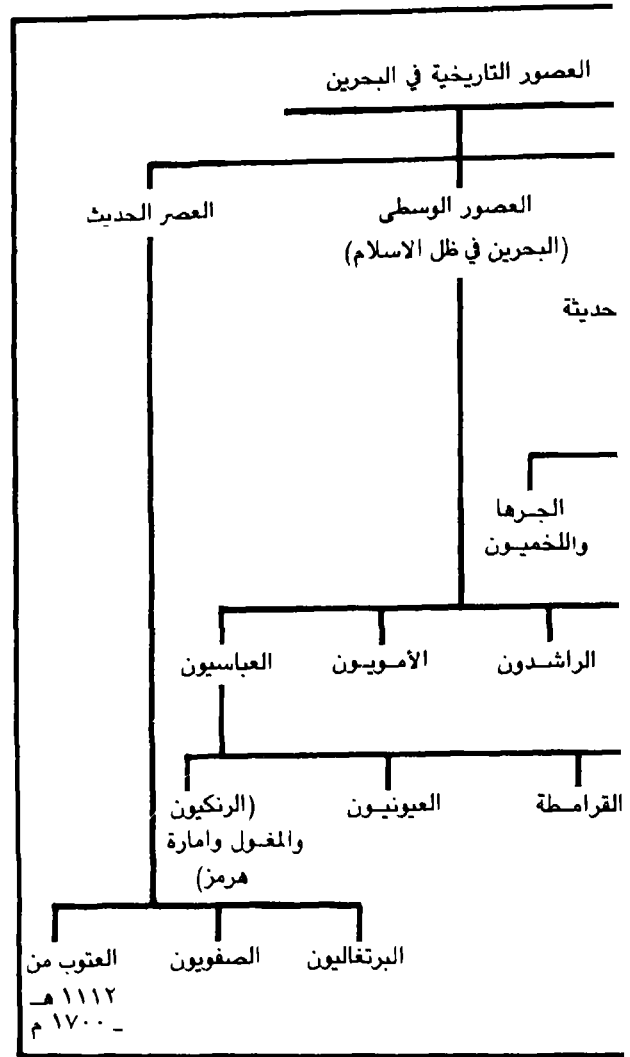 العصور التاريخية في البحرين
العصور الوسطى
(البحرين في ظل الاسلام)
العصر الحديث
حديثة
الجرها
واللخميون
الراشدون
الأمويون
العباسيون
القرامطة
العيونيون
(الرنكيون
والمغول وامارة
هرمز)
البرتغاليون
الصفويون
العتوب من
١١١٢ هـ
ـ ١٧٠٠ م